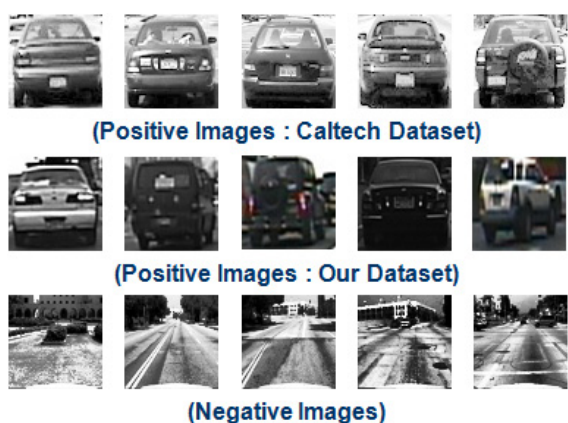 (Positive Images : Caltech Dataset)
(Positive Images : Our Dataset)
(Negative Images)